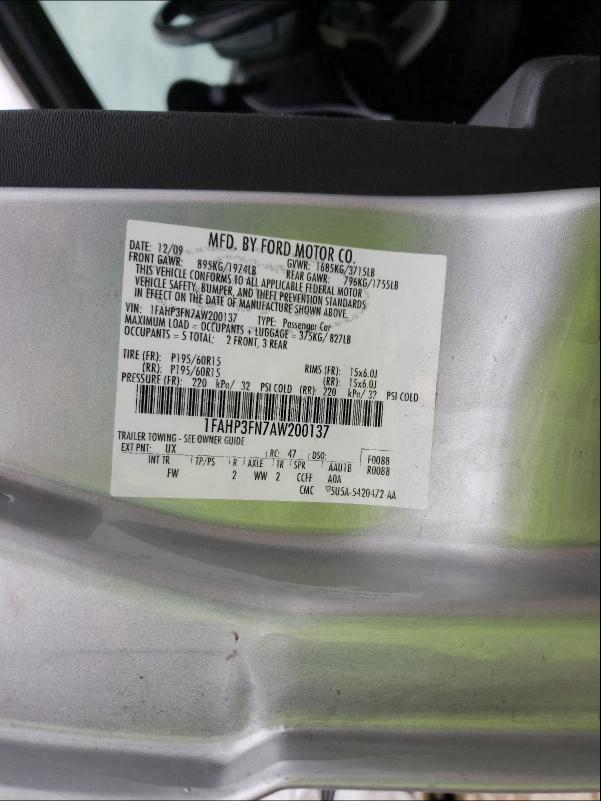 MFD. BY FORD MOTOR CO.
DATE: 12/09 GVWR: 1685KG/3715LB
FRONT GAWR: 895KG/1974LB REAR GAWR: 796KG/1755LB
THIS VEHICLE CONFORMS TO ALL APPLICABLE FEDERAL MOTOR
VEHICLE SAFETY, BUMPER, AND THEFT PREVENTION STANDARDS
IN EFFECT ON THE DATE OF MANUFACTURE SHOWN ABOVE.
VIN: 1FAHP3FN7AW200137 TYPE: Passenger Car
MAXIMUM LOAD = OCCUPANTS + LUGGAGE = 375KG/ 827LB
OCCUPANTS = 5 TOTAL: 2 FRONT, 3 REAR
TIRE (FR): P195/60R15 RIMS (FR): 15x6.0J
(RR): P195/60R15 (RR): 15x6.0J
PRESSURE (FR): 220 kPa/ 32 PSI COLD (RR): 220 kPa/ 32 PSI COLD
1FAHP3FN7AW200137
TRAILER TOWING - SEE OWNER GUIDE
EXT PNT: UX RC: 47 DSO: F0088
INT TR TP/PS R AXLE TR SPR AAU1B R0088
FW 2 WW 2 CCFF A0A
CMC 5U5A-5420472-AA